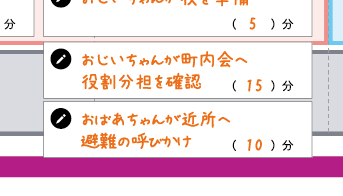 分
（ 5 ）分
おじいちゃんが町内会へ
役割分担を確認
（ 15 ）分
おばあちゃんが近所へ
避難の呼びかけ
（ 10 ）分